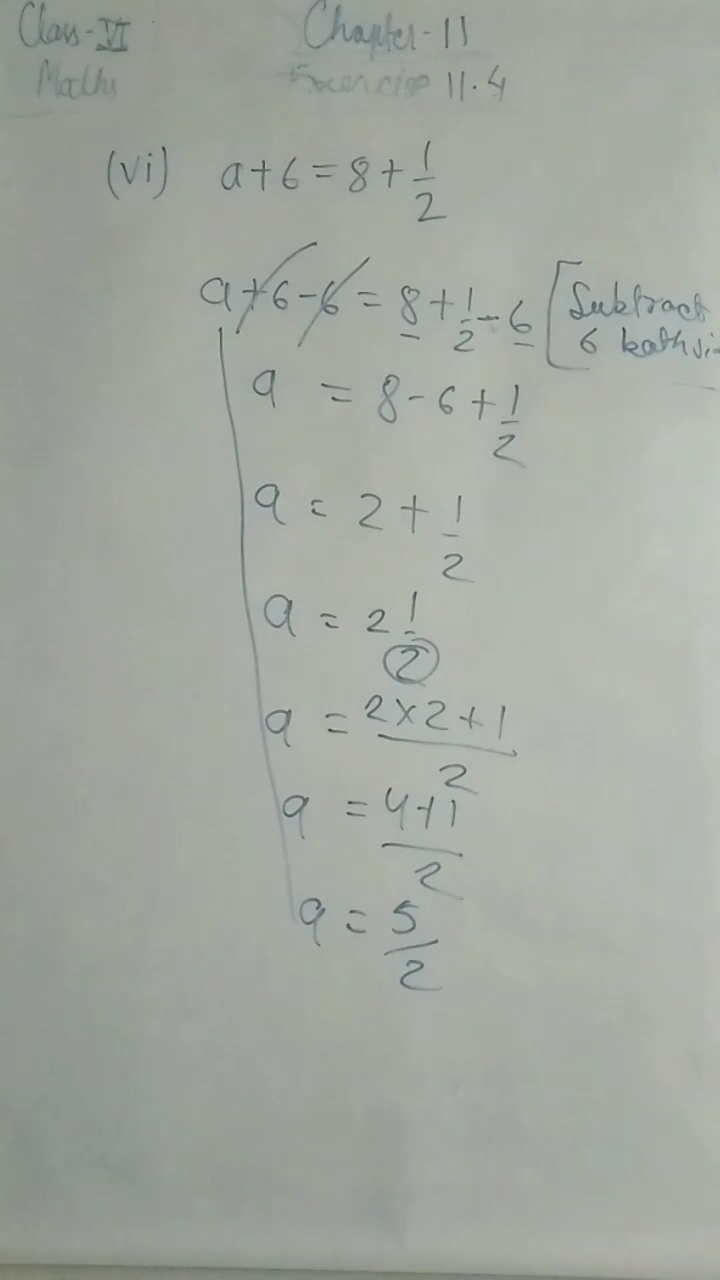 Class-VI Chapter-11
Maths Exercise 11.4
(vi) a+6=8+1/2
a+6-6=8+1/2-6 [Subtract
6 both si
a = 8-6+1/2
a = 2+1/2
a = 2 1/2
a = 2×2+1/2
a = 4+1/2
a = 5/2